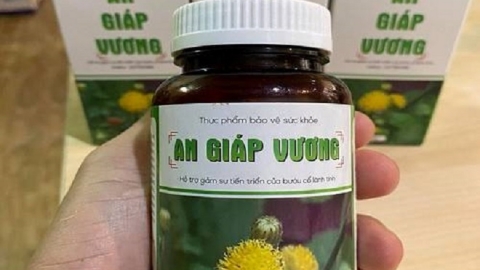 AN
GIÁP
VƯƠNG
AN
GIÁP
VƯƠNG
Thực phẩm bảo vệ sức khỏe
AN GIÁP VƯƠNG
Hỗ trợ giảm sự tiến triển của bướu cổ lành tính